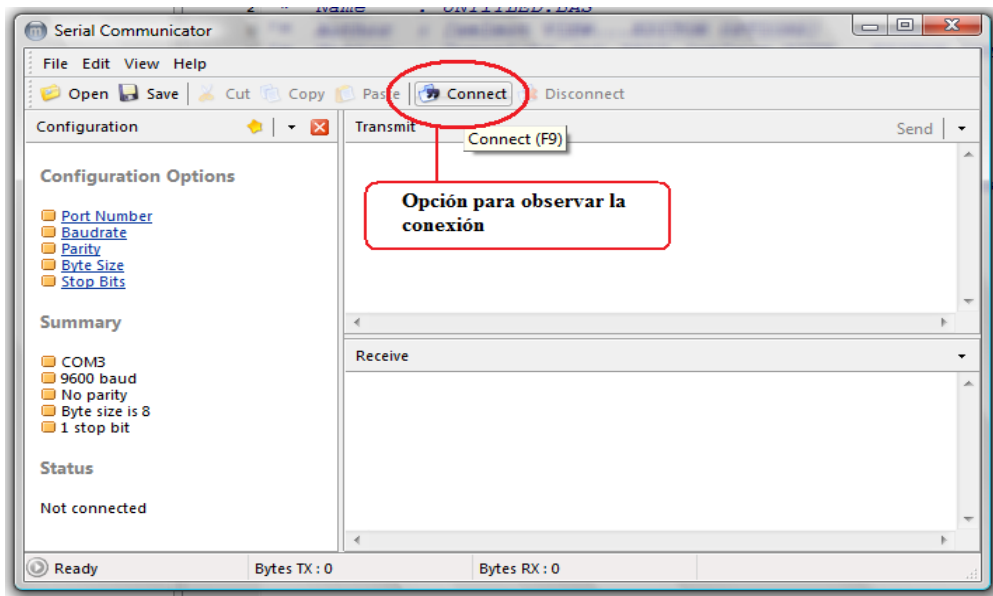 Name : UNTITLED.BAS
Serial Communicator
File Edit View Help
Open Save Cut Copy Paste Connect Disconnect
Configuration
Transmit
Send
Connect (F9)
Configuration Options
Port Number
Baudrate
Parity
Byte Size
Stop Bits
Opción para observar la
conexión
Summary
COM3
9600 baud
No parity
Byte size is 8
1 stop bit
Status
Not connected
Receive
Ready
Bytes TX : 0
Bytes RX : 0